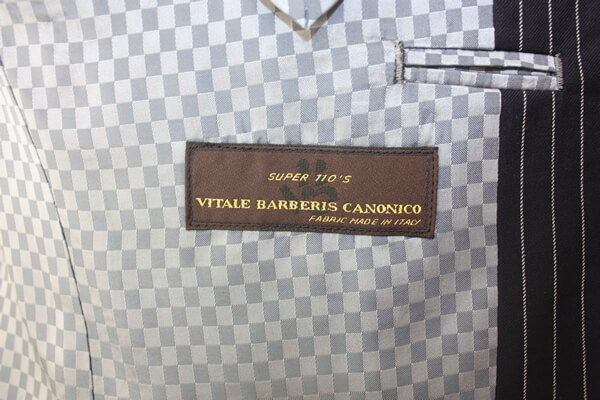 SUPER 110'S
VITALE BARBERIS CANONICO
FABRIC MADE IN ITALY